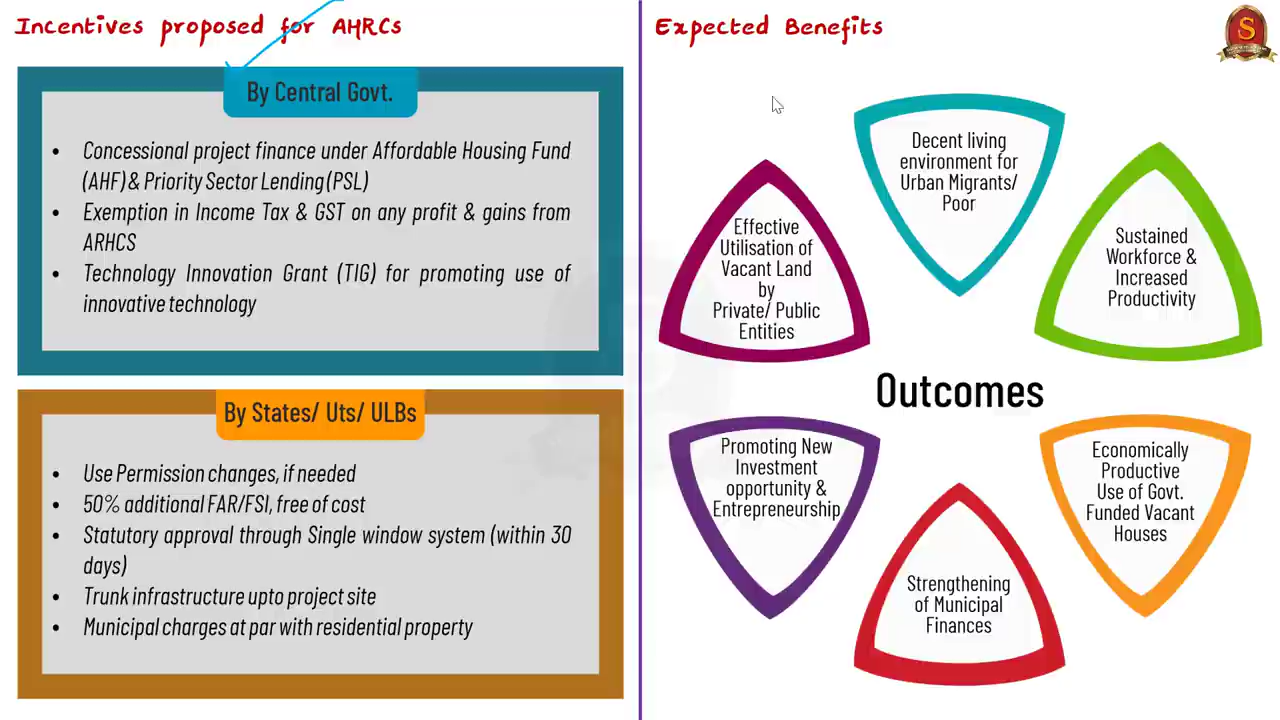 Incentives proposed for AHRCs
By Central Govt.
• Concessional project finance under Affordable Housing Fund
(AHF) & Priority Sector Lending (PSL)
• Exemption in Income Tax & GST on any profit & gains from
ARHCS
• Technology Innovation Grant (TIG) for promoting use of
innovative technology
By States/ Uts/ ULBs
• Use Permission changes, if needed
• 50% additional FAR/FSI, free of cost
• Statutory approval through Single window system (within 30
days)
• Trunk infrastructure upto project site
• Municipal charges at par with residential property
Expected Benefits
S
Decent living
environment for
Urban Migrants/
Poor
Effective
Utilisation of
Vacant Land
by
Private/ Public
Entities
Sustained
Workforce &
Increased
Productivity
Outcomes
Promoting New
Investment
opportunity &
Entrepreneurship
Economically
Productive
Use of Govt.
Funded Vacant
Houses
Strengthening
of Municipal
Finances